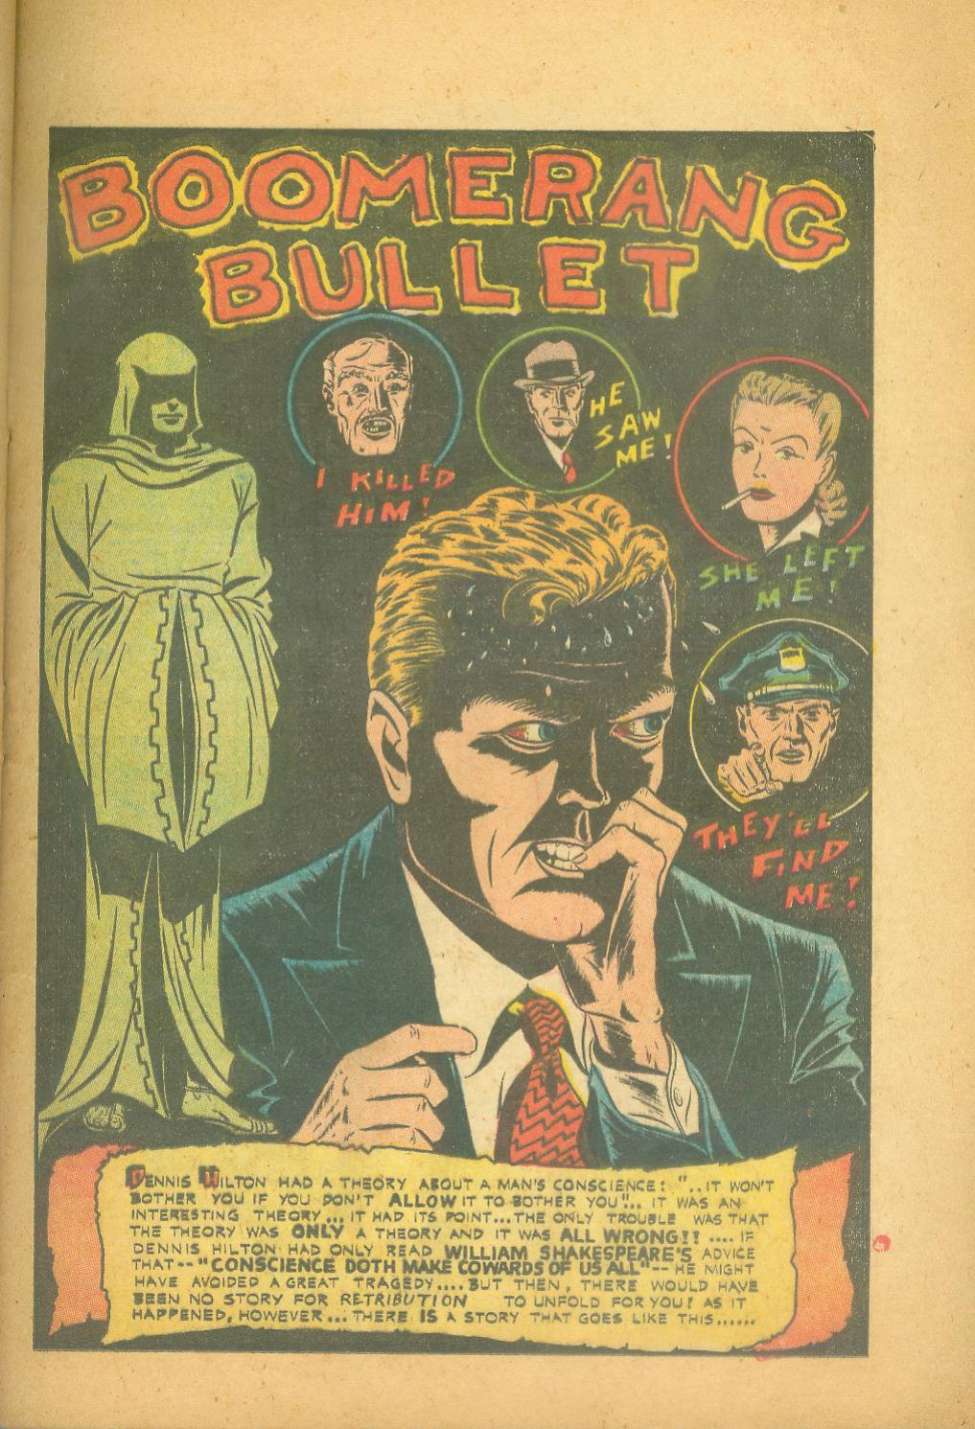 BOOMERANG
BULLET
I KILLED
HIM!
HE
SAW
ME!
SHE LEFT
ME!
THEY'LL
FIND
ME!
DENNIS HILTON HAD A THEORY ABOUT A MAN'S CONSCIENCE: "..IT WON'T
BOTHER YOU IF YOU DON'T ALLOW IT TO BOTHER YOU"... IT WAS AN
INTERESTING THEORY... IT HAD ITS POINT... THE ONLY TROUBLE WAS THAT
THE THEORY WAS ONLY A THEORY AND IT WAS ALL WRONG!! .... IF
DENNIS HILTON HAD ONLY READ WILLIAM SHAKESPEARE'S ADVICE
THAT--"CONSCIENCE DOTH MAKE COWARDS OF US ALL"-- HE MIGHT
HAVE AVOIDED A GREAT TRAGEDY.... BUT THEN, THERE WOULD HAVE
BEEN NO STORY FOR RETRIBUTION TO UNFOLD FOR YOU! AS IT
HAPPENED, HOWEVER... THERE IS A STORY THAT GOES LIKE THIS......